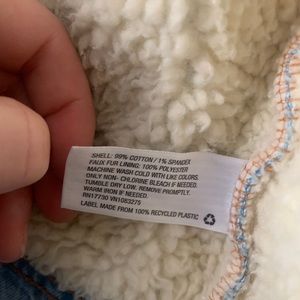 SHELL: 99% COTTON / 1% SPANDEX
FAUX FUR LINING: 100% POLYESTER
MACHINE WASH COLD WITH LIKE COLORS.
ONLY NON- CHLORINE BLEACH IF NEEDED.
TUMBLE DRY LOW. REMOVE PROMPTLY.
WARM IRON IF NEEDED.
RN17730 VN1083275
LABEL MADE FROM 100% RECYCLED PLASTIC